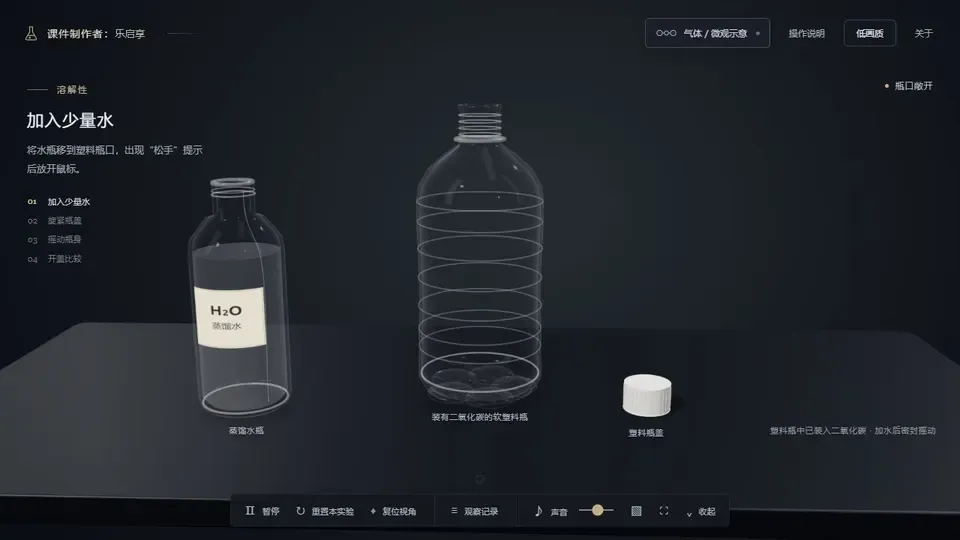 课件制作者：乐启享
气体 / 微观示意
操作说明
低画质
关于
溶解性
瓶口敞开
加入少量水
将水瓶移到塑料瓶口，出现“松手”提示
后放开鼠标。
01 加入少量水
02 旋紧瓶盖
03 摇动瓶身
04 开盖比较
H₂O
蒸馏水
蒸馏水瓶
装有二氧化碳的软塑料瓶
塑料瓶盖
塑料瓶中已装入二氧化碳 · 加水后密封摇动
暂停
重置本实验
复位视角
观察记录
声音
收起